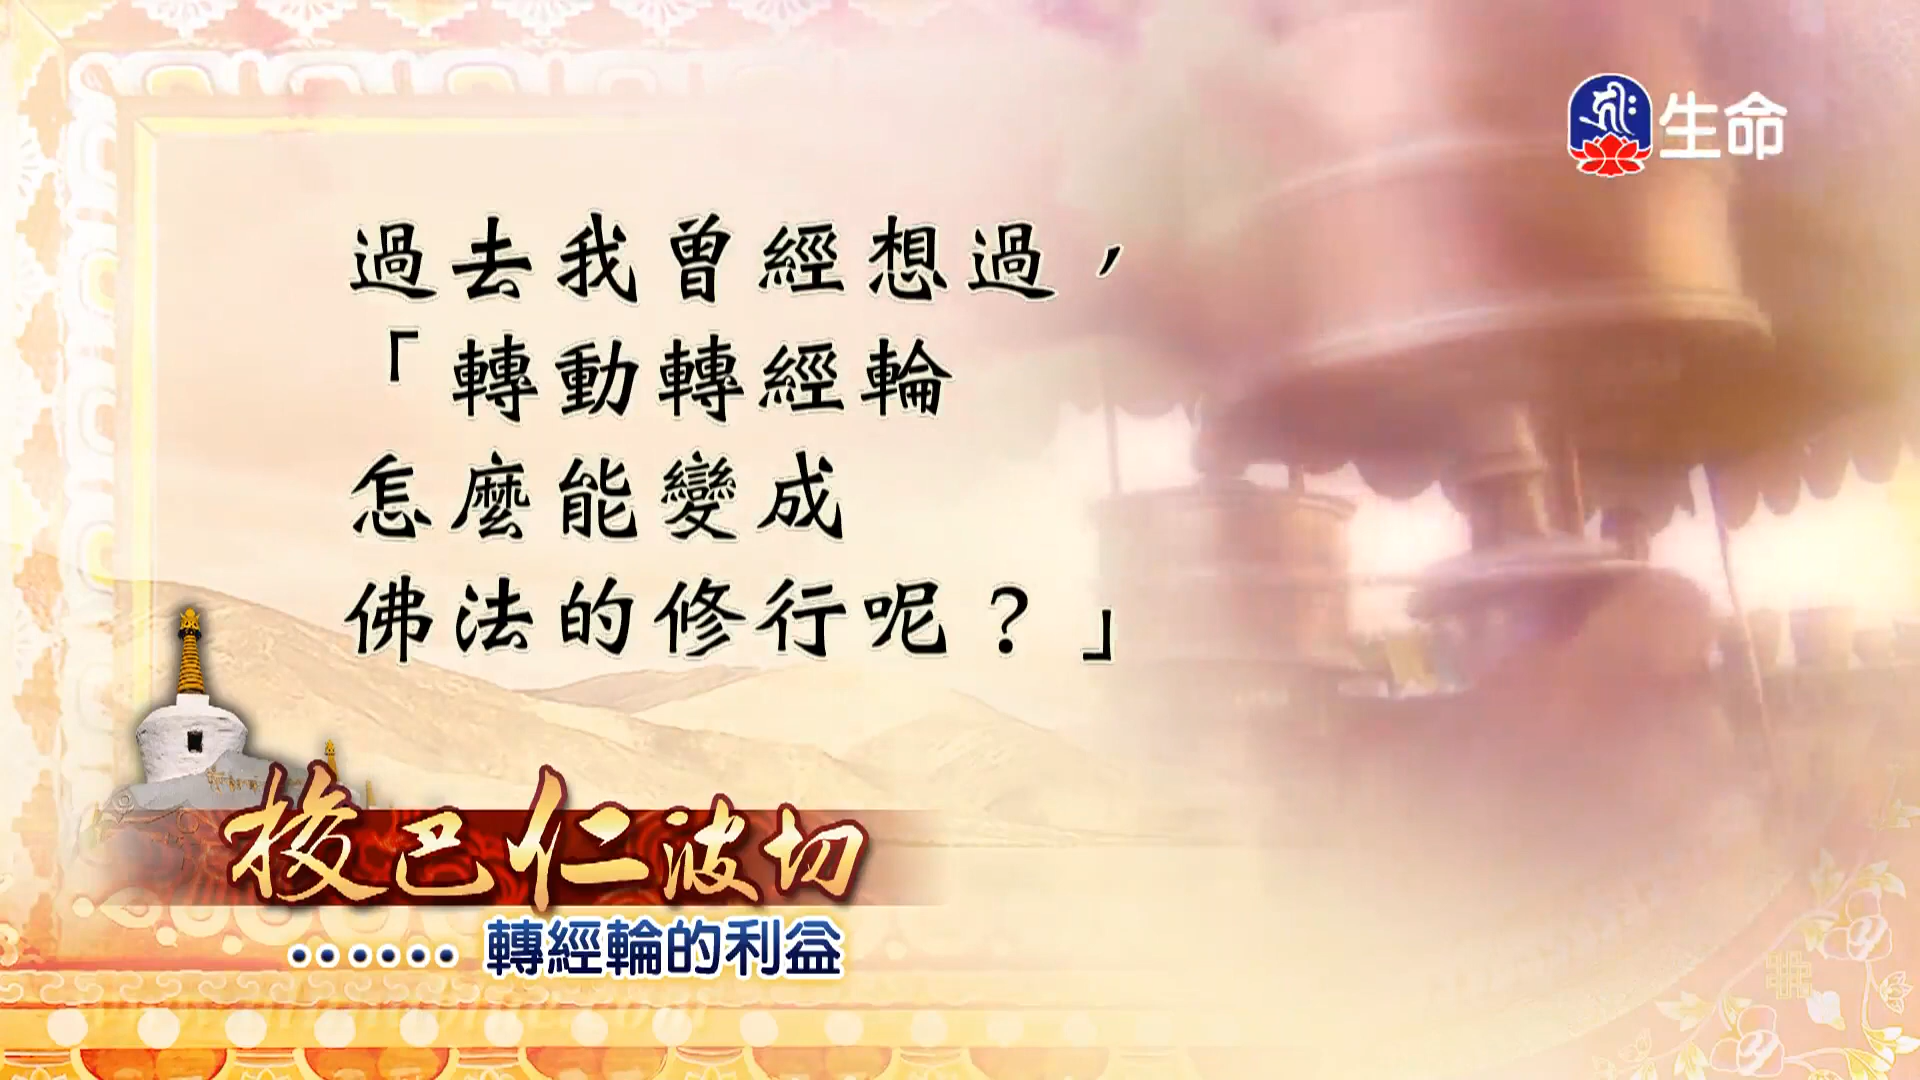 生命
過去我曾經想過，
「轉動轉經輪
怎麼能變成
佛法的修行呢？」
梭巴仁波切
…… 轉經輪的利益